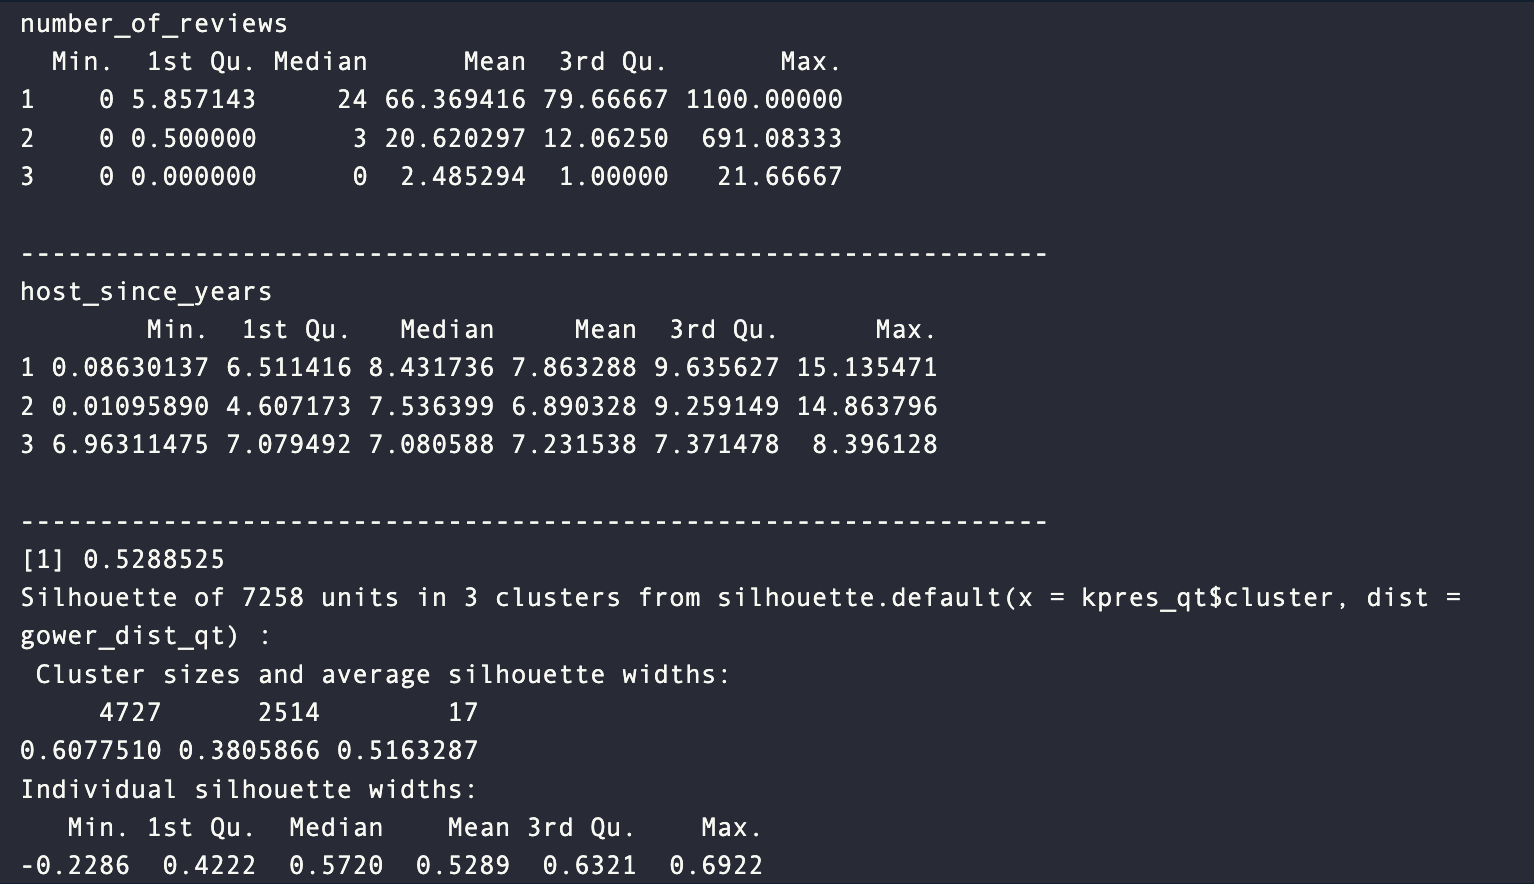 number_of_reviews
  Min.  1st Qu. Median      Mean  3rd Qu.       Max.
1    0 5.857143     24 66.369416 79.66667 1100.00000
2    0 0.500000      3 20.620297 12.06250  691.08333
3    0 0.000000      0  2.485294  1.00000   21.66667
-----------------------------------------------------------------
host_since_years
        Min.  1st Qu.   Median     Mean  3rd Qu.      Max.
1 0.08630137 6.511416 8.431736 7.863288 9.635627 15.135471
2 0.01095890 4.607173 7.536399 6.890328 9.259149 14.863796
3 6.96311475 7.079492 7.080588 7.231538 7.371478  8.396128
-----------------------------------------------------------------
[1] 0.5288525
Silhouette of 7258 units in 3 clusters from silhouette.default(x = kpres_qt$cluster, dist =
gower_dist_qt) :
 Cluster sizes and average silhouette widths:
     4727      2514        17
0.6077510 0.3805866 0.5163287
Individual silhouette widths:
   Min. 1st Qu.  Median    Mean 3rd Qu.    Max.
-0.2286  0.4222  0.5720  0.5289  0.6321  0.6922